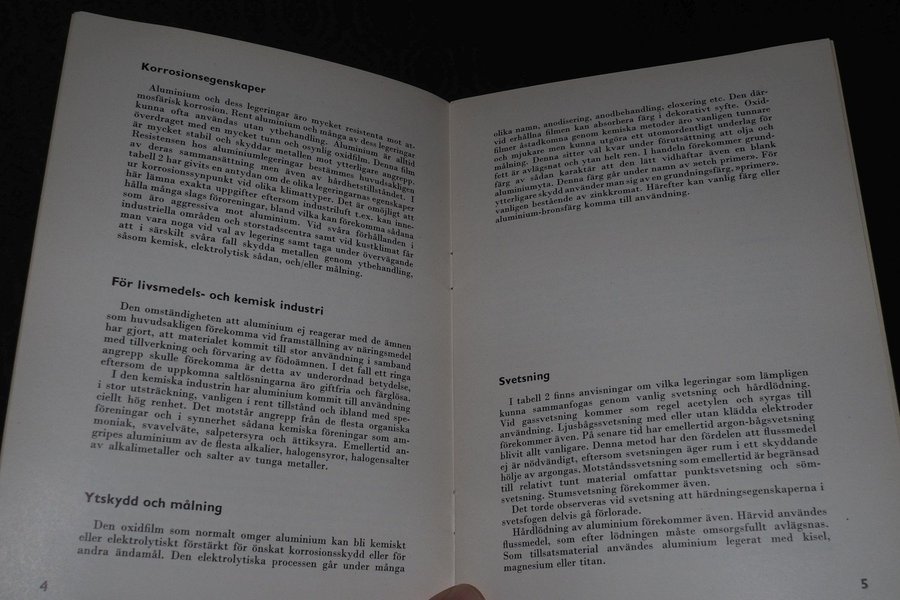 Korrosionsegenskaper
Aluminium och dess legeringar äro mycket resistenta mot at-
mosfärisk korrosion. Rent aluminium och många av dess legeringar
kunna ofta användas utan ytbehandling. Aluminium är alltid
överdraget med en mycket tunn och osynlig oxidfilm. Denna film
är mycket stabil och skyddar metallen mot ytterligare angrepp.
Resistensen hos aluminiumlegeringar bestämmes huvudsakligen
av deras sammansättning men även av hårdhetstillståndet. I
tabell 2 har givits en antydan om de olika legeringarnas egenskaper
ur korrosionssynpunkt vid olika klimattyper. Det är omöjligt att
här lämna exakta uppgifter eftersom industriluft t.ex. kan inne-
hålla många slags föroreningar, bland vilka kan förekomma sådana
som äro aggressiva mot aluminium. Vid svåra förhållanden i
industriella områden och storstadscentra samt vid kustklimat får
man vara noga vid val av legering samt taga under övervägande
att i särskilt svåra fall skydda metallen genom ytbehandling,
såsom kemisk, elektrolytisk sådan, och/eller målning.
För livsmedels- och kemisk industri
Den omständigheten att aluminium ej reagerar med de ämnen
som huvudsakligen förekomma vid framställning av näringsmedel
har gjort, att materialet kommit till stor användning i samband
med tillverkning och förvaring av födoämnen. I det fall ett ringa
angrepp skulle förekomma är detta av underordnad betydelse,
eftersom de uppkomna saltlösningarna äro giftfria och färglösa.
I den kemiska industrin har aluminium kommit till användning
i stor utsträckning, vanligen i rent tillstånd och ibland med spe-
ciellt hög renhet. Det motstår angrepp från de flesta organiska
föreningar och i synnerhet sådana kemiska föreningar som am-
moniak, svavelväte, salpetersyra och ättiksyra. Emellertid an-
gripes aluminium av de flesta alkalier, halogensyror, halogensalter
av alkalimetaller och salter av tunga metaller.
Ytskydd och målning
Den oxidfilm som normalt omger aluminium kan bli kemiskt
eller elektrolytiskt förstärkt för önskat korrosionsskydd eller för
andra ändamål. Den elektrolytiska processen går under många
4
olika namn, anodisering, anodbehandling, eloxering etc. Den där-
vid erhållna filmen kan absorbera färg i dekorativt syfte. Oxid-
filmer åstadkomna genom kemiska metoder äro vanligen tunnare
och mjukare men kunna utgöra ett utomordentligt underlag för
målning. Denna sitter väl kvar under förutsättning att olja och
fett är avlägsnat och ytan helt ren. I handeln förekommer grund-
färg av sådan karaktär att den lätt vidhäftar även en blank
aluminiumyta. Denna färg går under namn av »etch primer». För
ytterligare skydd använder man sig av en grundningsfärg, »primer»,
vanligen bestående av zinkkromat. Härefter kan vanlig färg eller
aluminium-bronsfärg komma till användning.
Svetsning
I tabell 2 finns anvisningar om vilka legeringar som lämpligen
kunna sammanfogas genom vanlig svetsning och hårdlödning.
Vid gassvetsning kommer som regel acetylen och syrgas till
användning. Ljusbågssvetsning med eller utan klädda elektroder
förekommer även. På senare tid har emellertid argon-bågsvetsning
blivit allt vanligare. Denna metod har den fördelen att flussmedel
ej är nödvändigt, eftersom svetsningen äger rum i ett skyddande
hölje av argongas. Motståndssvetsning som emellertid är begränsad
till relativt tunt material omfattar punktsvetsning och söm-
svetsning. Stumsvetsning förekommer även.
Det torde observeras vid svetsning att härdningsegenskaperna i
svetsfogen delvis gå förlorade.
Hårdlödning av aluminium förekommer även. Härvid användes
flussmedel, som efter lödningen måste omsorgsfullt avlägsnas.
Som tillsatsmaterial användes aluminium legerat med kisel,
magnesium eller titan.
5